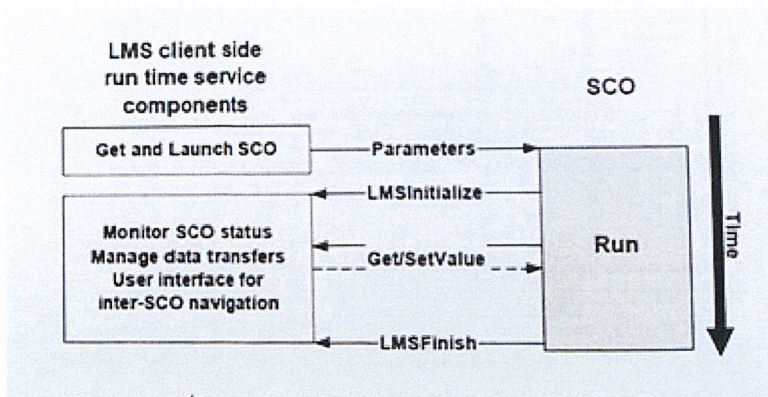 LMS client side
run time service
components
SCO
Get and Launch SCO
Parameters
LMSInitialize
Monitor SCO status
Manage data transfers
User interface for
inter-SCO navigation
Get/SetValue
Run
Time
LMSFinish